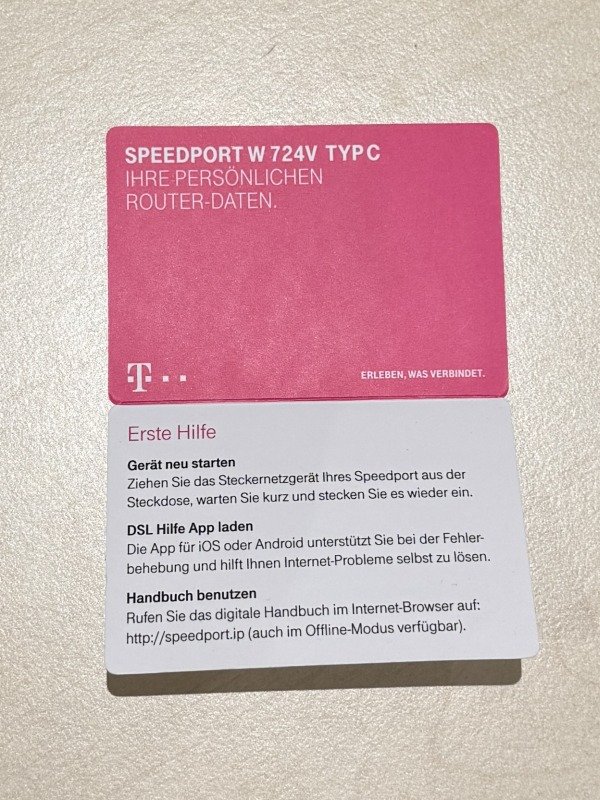 SPEEDPORT W 724V TYP C
IHRE PERSÖNLICHEN
ROUTER-DATEN.
T
ERLEBEN, WAS VERBINDET.
Erste Hilfe
Gerät neu starten
Ziehen Sie das Steckernetzgerät Ihres Speedport aus der
Steckdose, warten Sie kurz und stecken Sie es wieder ein.
DSL Hilfe App laden
Die App für iOS oder Android unterstützt Sie bei der Fehler-
behebung und hilft Ihnen Internet-Probleme selbst zu lösen.
Handbuch benutzen
Rufen Sie das digitale Handbuch im Internet-Browser auf:
http://speedport.ip (auch im Offline-Modus verfügbar).